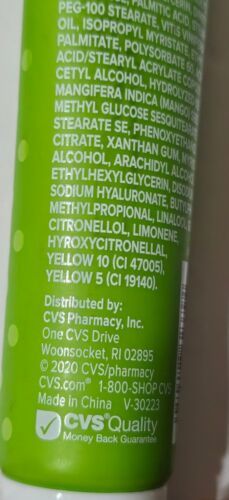 PALMITIC ACID,
PEG-100 STEARATE, VITIS
OIL, ISOPROPYL MYRISTATE,
PALMITATE, POLYSORBATE 60,
ACID/STEARYL ACRYLATE
CETYL ALCOHOL,
MANGIFERA INDICA (MANGO)
METHYL GLUCOSE
STEARATE SE,
CITRATE, XANTHAN GUM,
ALCOHOL, ARACHIDYL
ETHYLHEXYLGLYCERIN,
SODIUM HYALURONATE,
METHYLPROPIONAL, LINALOOL,
CITRONELLOL, LIMONENE,
HYROXYCITRONELLAL,
YELLOW 10 (CI 47005),
YELLOW 5 (CI 19140).
Distributed by:
CVS Pharmacy, Inc.
One CVS Drive
Woonsocket, RI 02895
© 2020 CVS/pharmacy
CVS.com® 1-800-SHOP CVS
Made in China V-30223
CVS Quality
Money Back Guarantee